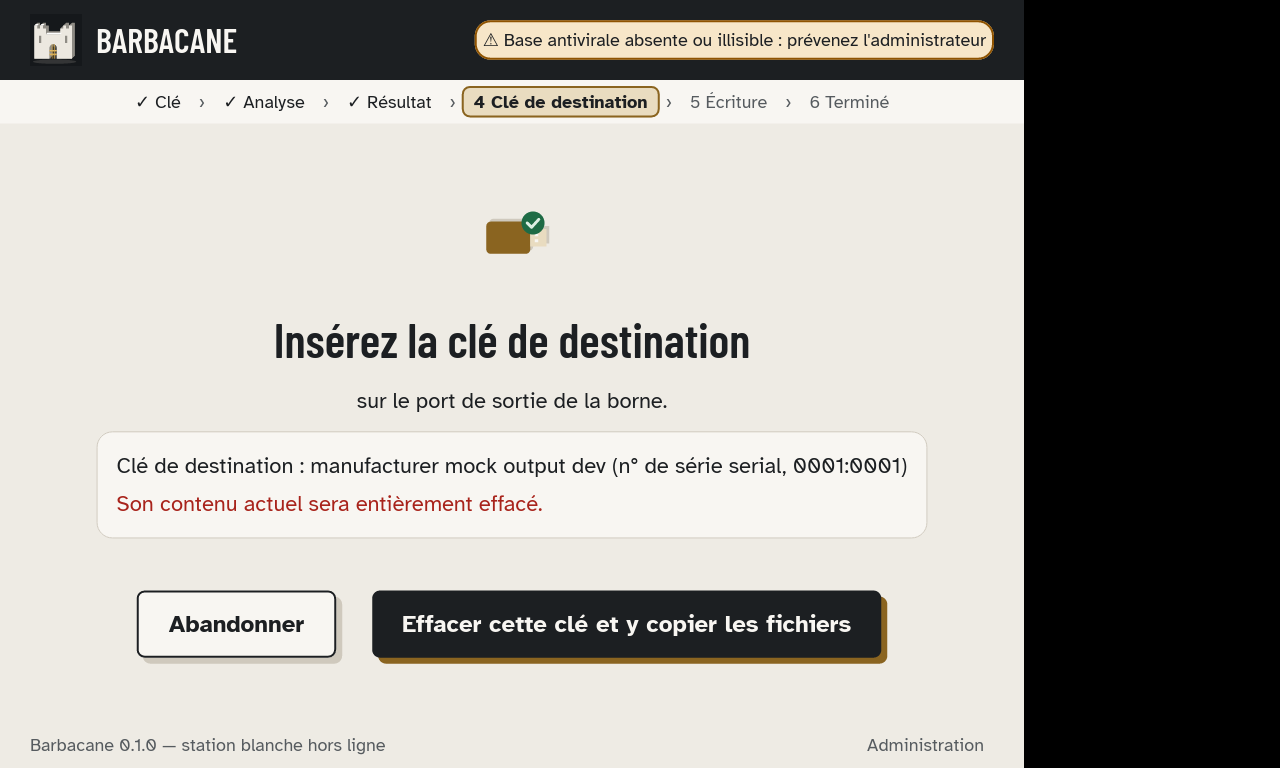 BARBACANE
⚠ Base antivirale absente ou illisible : prévenez l'administrateur
✓ Clé › ✓ Analyse › ✓ Résultat › 4 Clé de destination › 5 Écriture › 6 Terminé
Insérez la clé de destination
sur le port de sortie de la borne.
Clé de destination : manufacturer mock output dev (n° de série serial, 0001:0001)
Son contenu actuel sera entièrement effacé.
Abandonner
Effacer cette clé et y copier les fichiers
Barbacane 0.1.0 — station blanche hors ligne
Administration